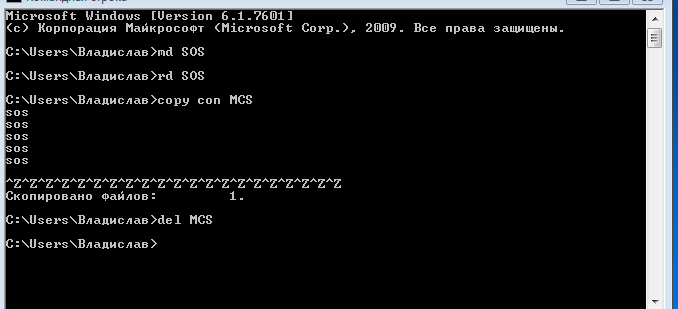 Командная строка
Microsoft Windows [Version 6.1.7601]
(c) Корпорация Майкрософт (Microsoft Corp.), 2009. Все права защищены.
C:\Users\Владислав>md SOS
C:\Users\Владислав>rd SOS
C:\Users\Владислав>copy con MCS
sos
sos
sos
sos
sos
^Z^Z^Z^Z^Z^Z^Z^Z^Z^Z^Z^Z^Z^Z^Z^Z^Z^Z^Z^Z^Z
Скопировано файлов:         1.
C:\Users\Владислав>del MCS
C:\Users\Владислав>